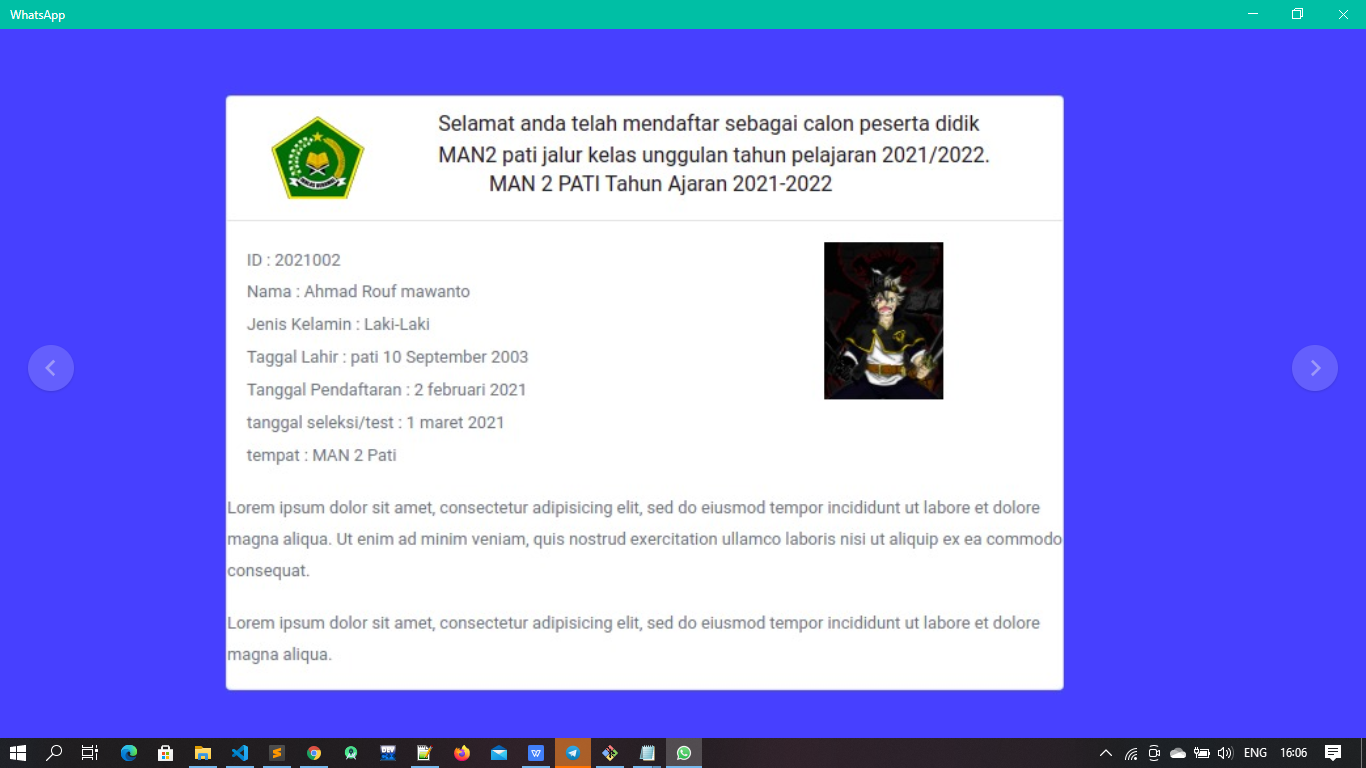 WhatsApp
Selamat anda telah mendaftar sebagai calon peserta didik
MAN2 pati jalur kelas unggulan tahun pelajaran 2021/2022.
MAN 2 PATI Tahun Ajaran 2021-2022
ID : 2021002
Nama : Ahmad Rouf mawanto
Jenis Kelamin : Laki-Laki
Taggal Lahir : pati 10 September 2003
Tanggal Pendaftaran : 2 februari 2021
tanggal seleksi/test : 1 maret 2021
tempat : MAN 2 Pati
Lorem ipsum dolor sit amet, consectetur adipisicing elit, sed do eiusmod tempor incididunt ut labore et dolore
magna aliqua. Ut enim ad minim veniam, quis nostrud exercitation ullamco laboris nisi ut aliquip ex ea commodo
consequat.
Lorem ipsum dolor sit amet, consectetur adipisicing elit, sed do eiusmod tempor incididunt ut labore et dolore
magna aliqua.
ENG
16:06